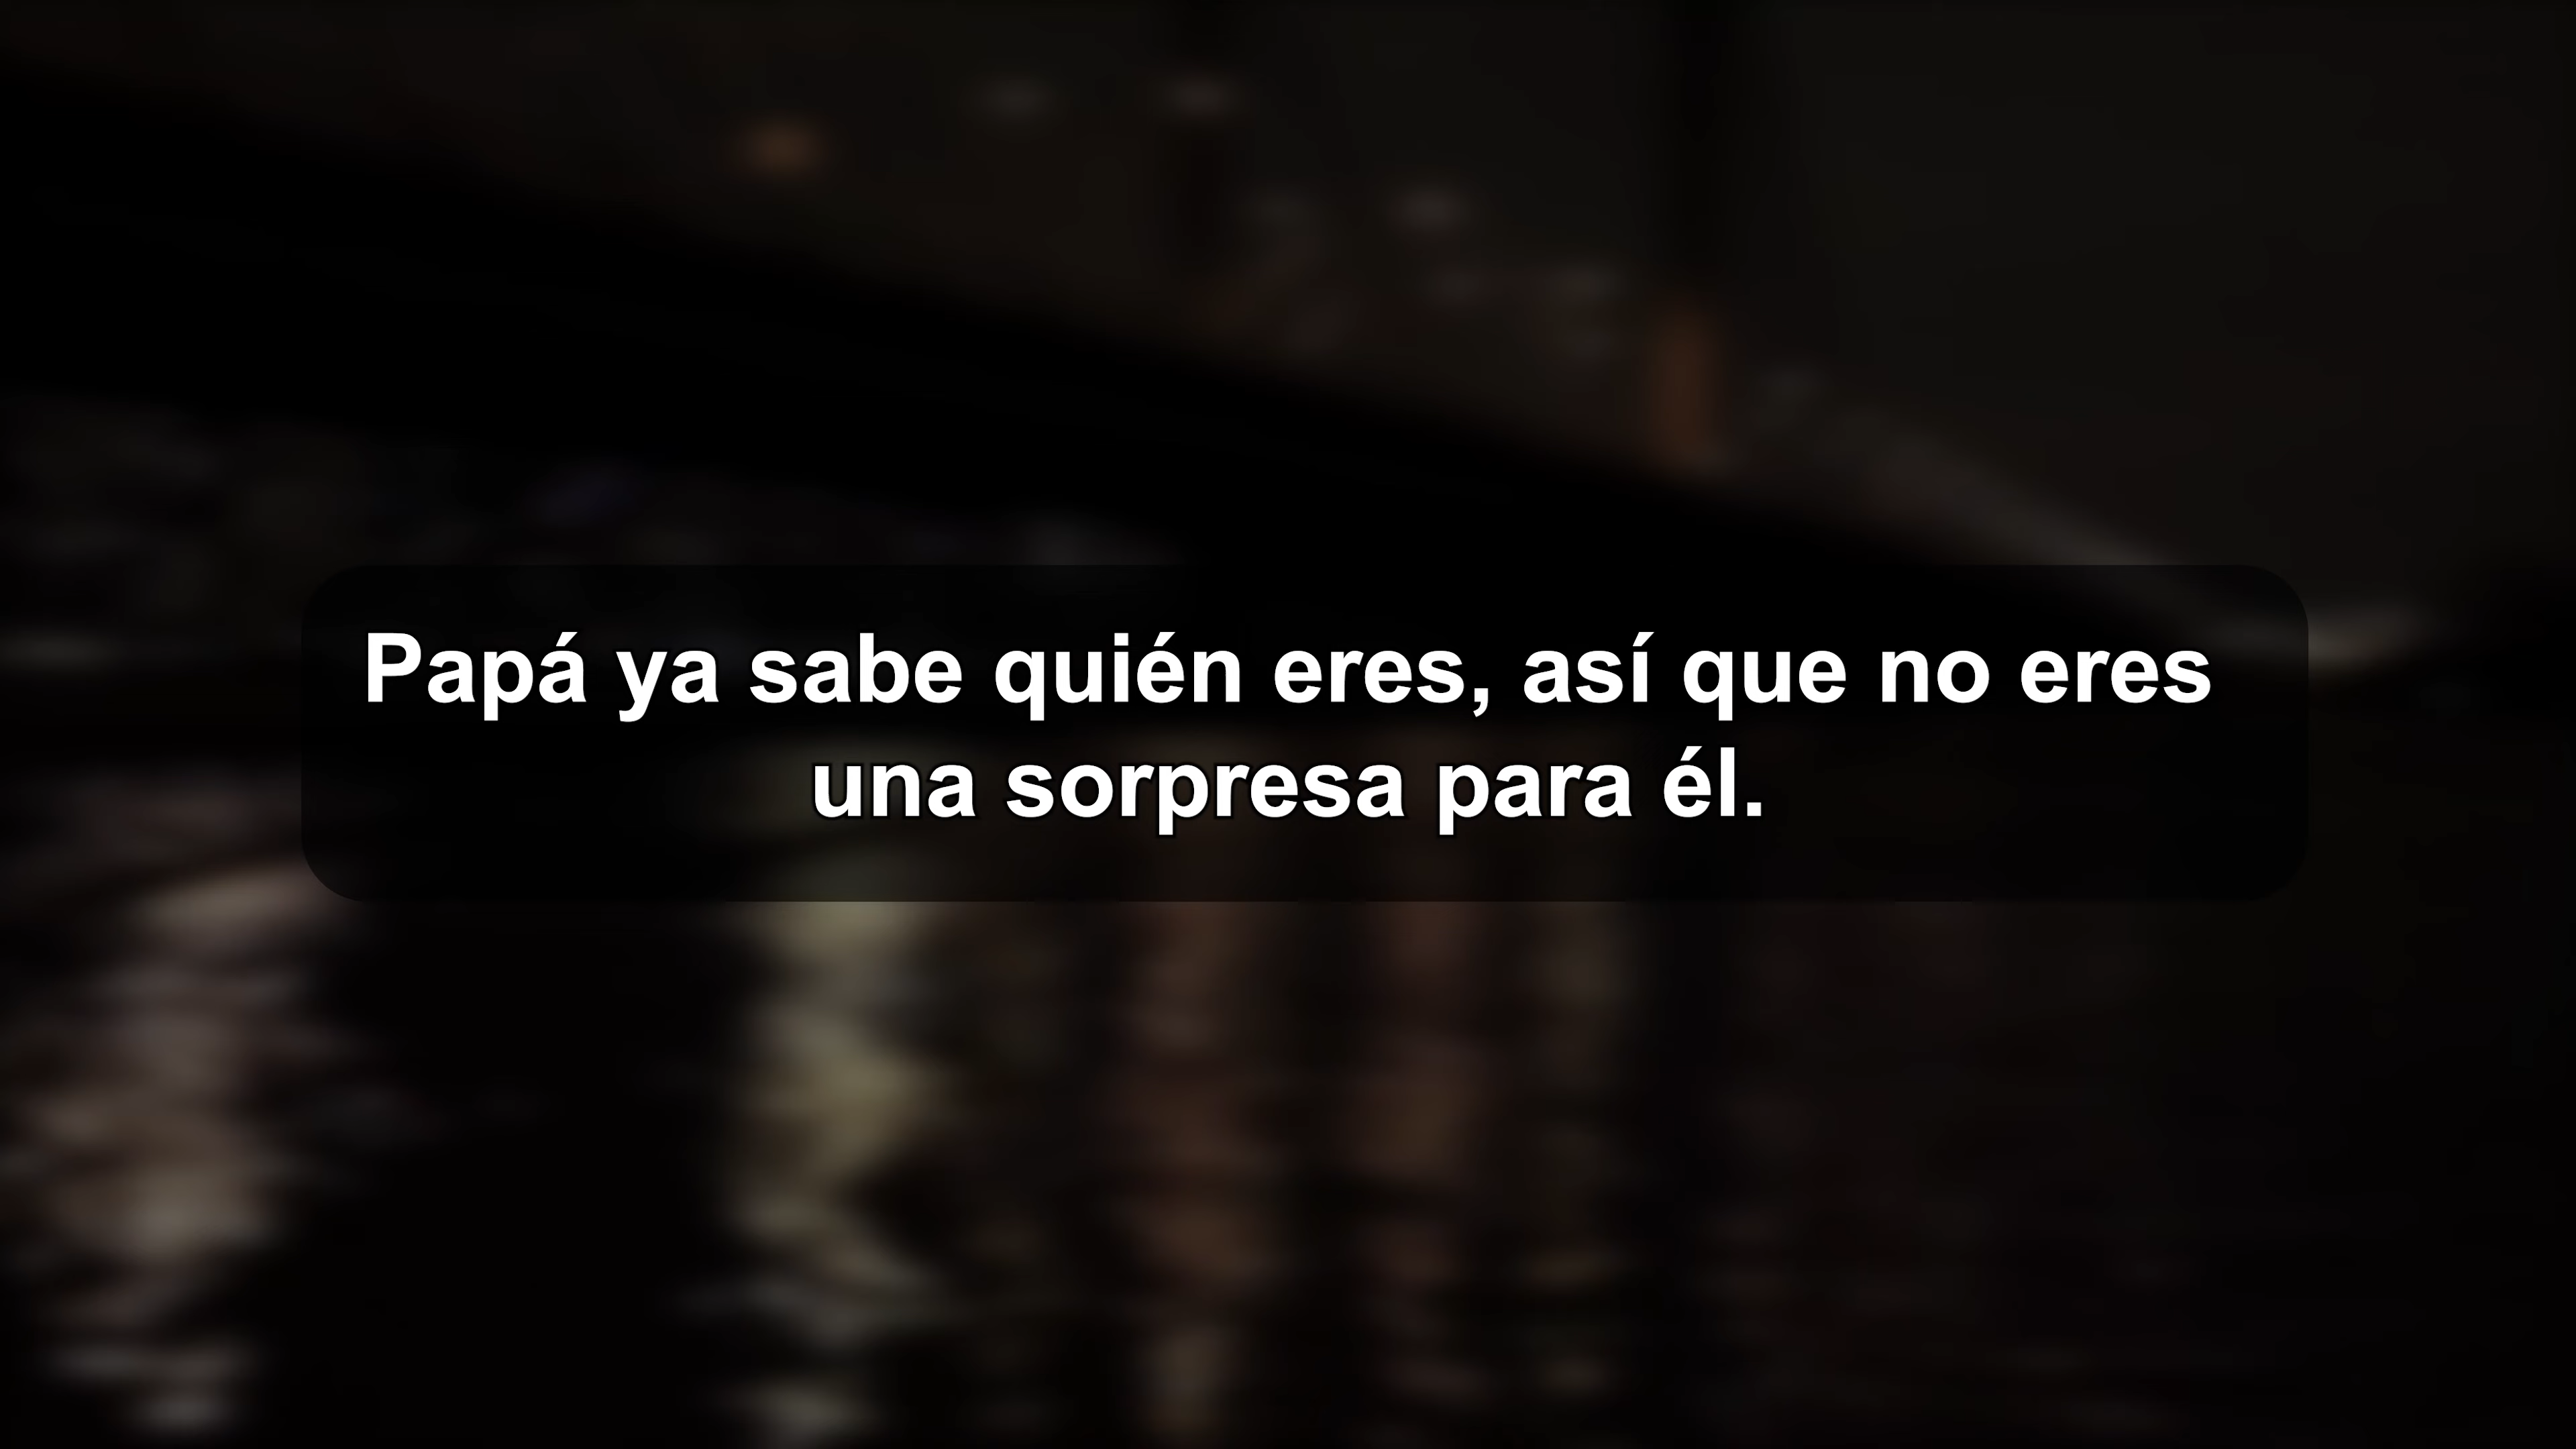 Papá ya sabe quién eres, así que no eres
una sorpresa para él.